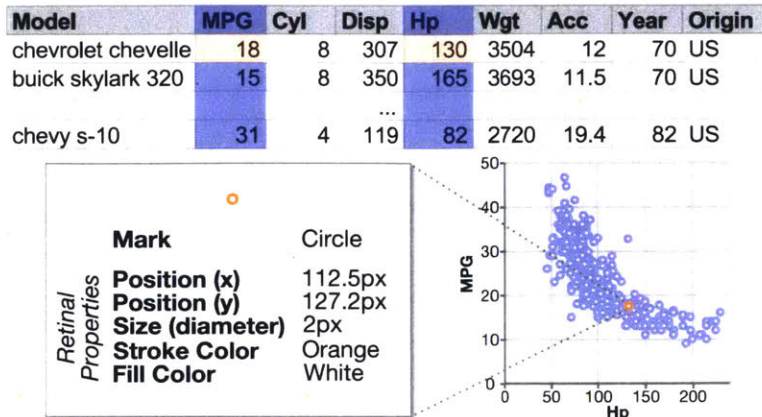 Model MPG Cyl Disp Hp Wgt Acc Year Origin
chevrolet chevelle 18 8 307 130 3504 12 70 US
buick skylark 320 15 8 350 165 3693 11.5 70 US
...
chevy s-10 31 4 119 82 2720 19.4 82 US
Mark Circle
Retinal Properties
Position (x) 112.5px
Position (y) 127.2px
Size (diameter) 2px
Stroke Color Orange
Fill Color White
MPG
50
40
30
20
10
0
0 50 100 150 200
Hp